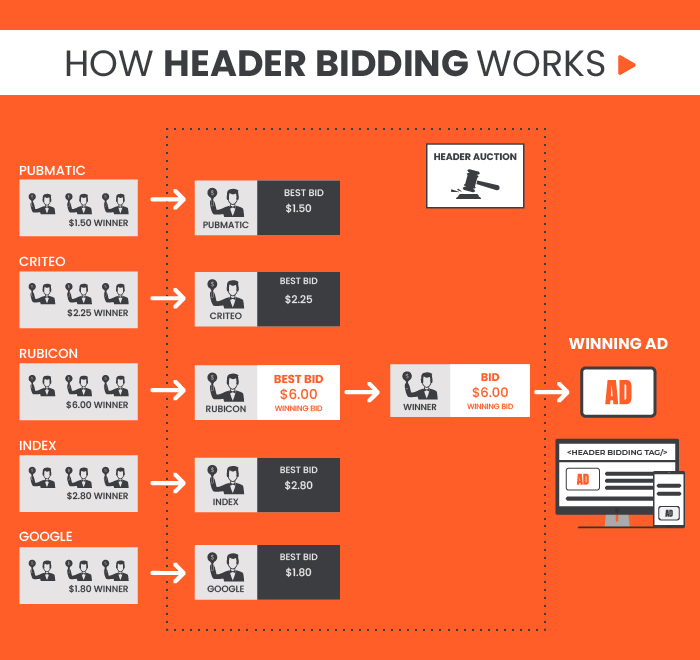 HOW HEADER BIDDING WORKS
HEADER AUCTION
PUBMATIC
$1.50 WINNER
PUBMATIC
BEST BID
$1.50
CRITEO
$2.25 WINNER
CRITEO
BEST BID
$2.25
RUBICON
$6.00 WINNER
RUBICON
BEST BID
$6.00
WINNING BID
WINNER
BID
$6.00
WINNING BID
WINNING AD
AD
<HEADER BIDDING TAG/>
AD
AD
INDEX
$2.80 WINNER
INDEX
BEST BID
$2.80
GOOGLE
$1.80 WINNER
GOOGLE
BEST BID
$1.80